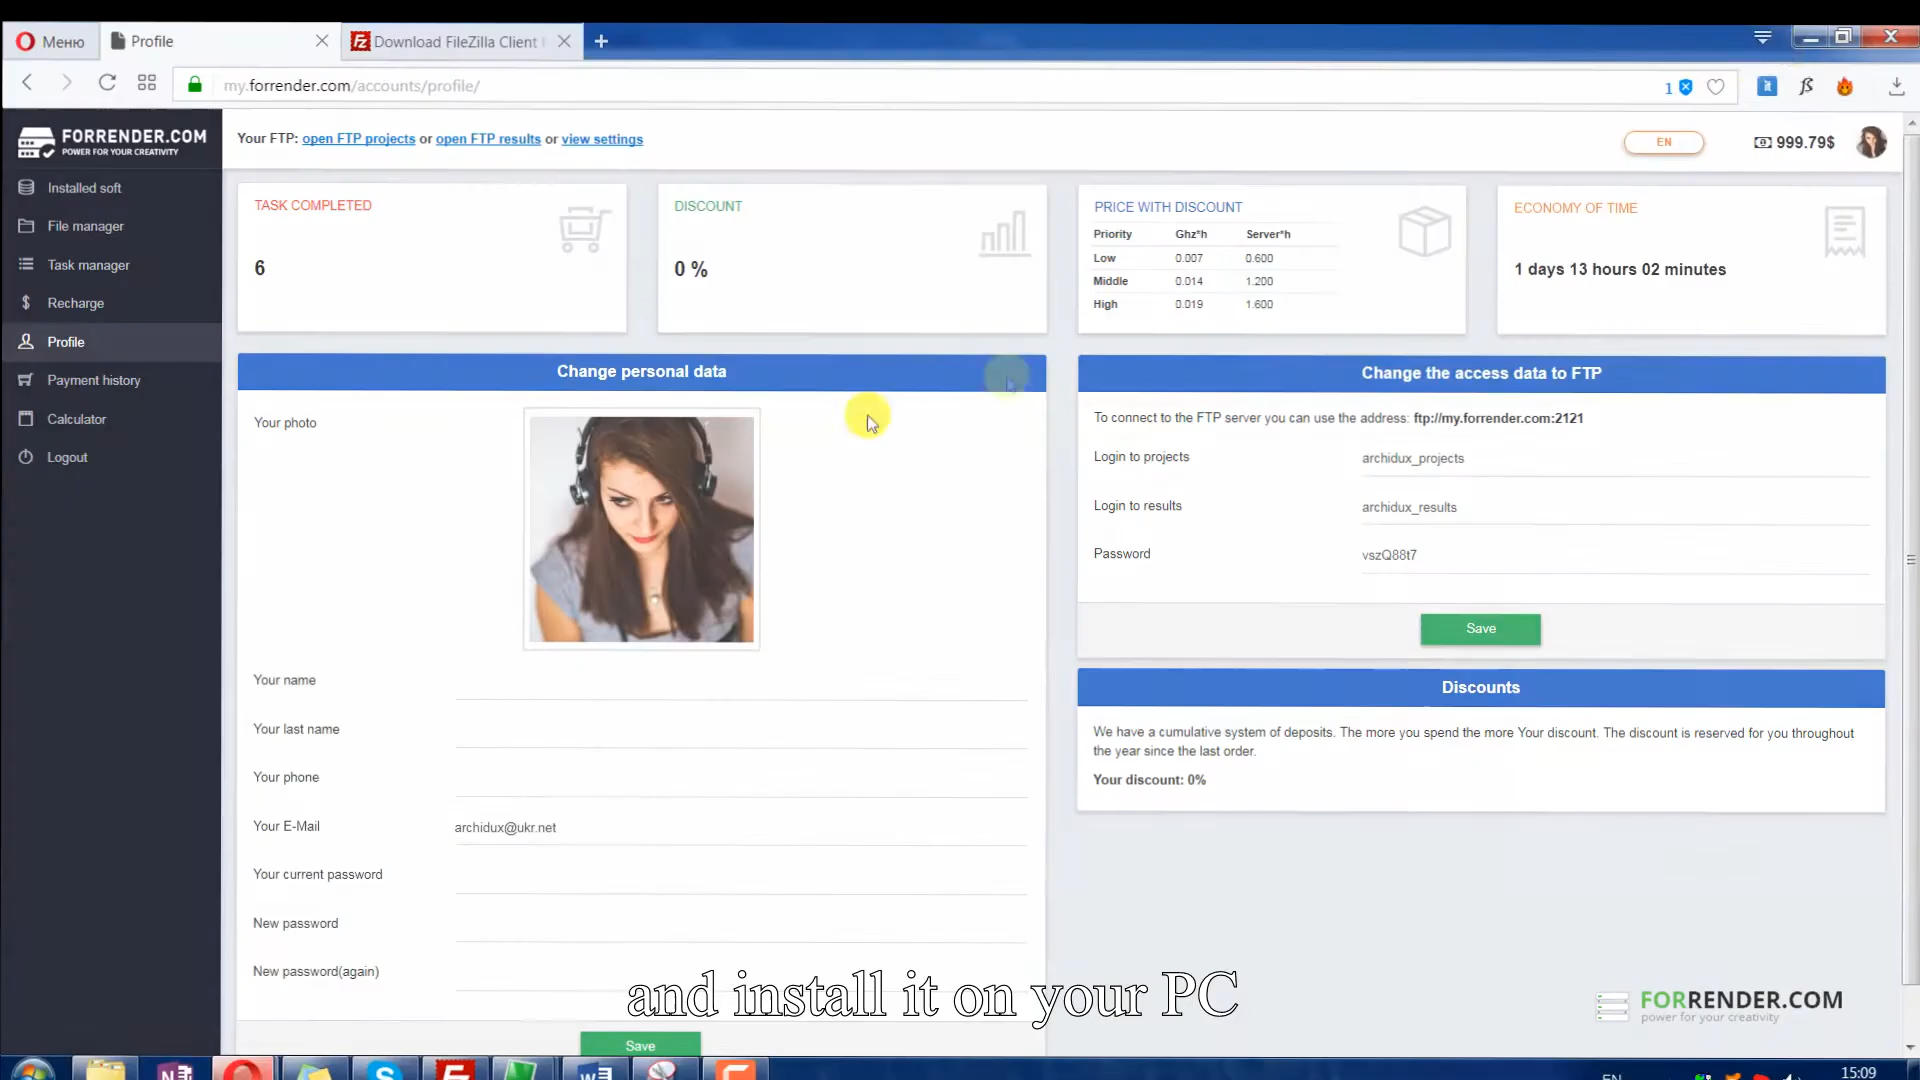 Меню
Profile
Download FileZilla Client
my.forrender.com/accounts/profile/
1
FORRENDER.COM
POWER FOR YOUR CREATIVITY
Your FTP: open FTP projects or open FTP results or view settings
EN
999.79$
Installed soft
File manager
Task manager
Recharge
Profile
Payment history
Calculator
Logout
TASK COMPLETED
6
DISCOUNT
0 %
PRICE WITH DISCOUNT
Priority Ghz*h Server*h
Low 0.007 0.600
Middle 0.014 1.200
High 0.019 1.600
ECONOMY OF TIME
1 days 13 hours 02 minutes
Change personal data
Your photo
Your name
Your last name
Your phone
Your E-Mail archidux@ukr.net
Your current password
New password
New password(again)
Save
Change the access data to FTP
To connect to the FTP server you can use the address: ftp://my.forrender.com:2121
Login to projects archidux_projects
Login to results archidux_results
Password vszQ88t7
Save
Discounts
We have a cumulative system of deposits. The more you spend the more Your discount. The discount is reserved for you throughout
the year since the last order.
Your discount: 0%
and install it on your PC
FORRENDER.COM
power for your creativity
EN
15:09